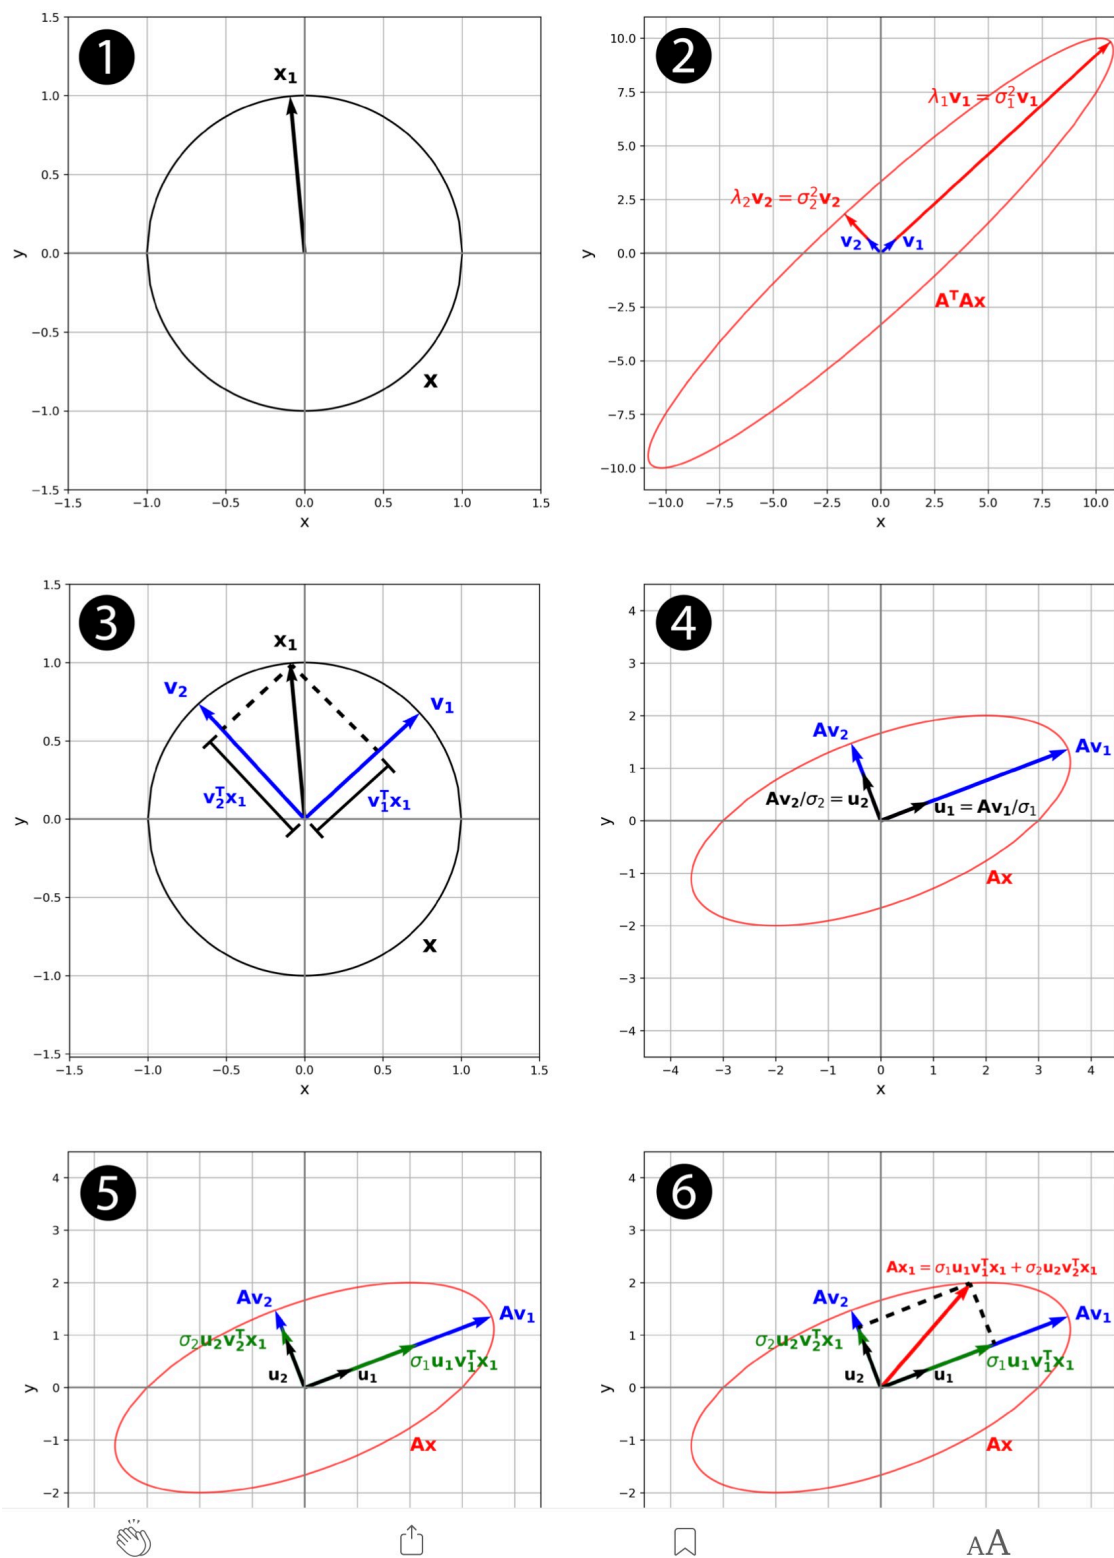 1
1.5
1.0
0.5
0.0
−0.5
−1.0
−1.5
y
x₁
x
−1.5 −1.0 −0.5 0.0 0.5 1.0 1.5
x
2
10.0
7.5
5.0
2.5
0.0
−2.5
−5.0
−7.5
−10.0
y
λ₁v₁ = σ₁²v₁
λ₂v₂ = σ₂²v₂
v₂ v₁
AᵀAx
−10.0 −7.5 −5.0 −2.5 0.0 2.5 5.0 7.5 10.0
x
3
1.5
1.0
0.5
0.0
−0.5
−1.0
−1.5
y
x₁
v₂
v₁
v₂ᵀx₁
v₁ᵀx₁
x
−1.5 −1.0 −0.5 0.0 0.5 1.0 1.5
x
4
4
3
2
1
0
−1
−2
−3
−4
y
Av₂
Av₁
Av₂/σ₂ = u₂
u₁ = Av₁/σ₁
Ax
−4 −3 −2 −1 0 1 2 3 4
x
5
4
3
2
1
0
−1
−2
y
Av₂
Av₁
σ₂u₂v₂ᵀx₁
σ₁u₁v₁ᵀx₁
u₂ u₁
Ax
6
4
3
2
1
0
−1
−2
y
Ax₁ = σ₁u₁v₁ᵀx₁ + σ₂u₂v₂ᵀx₁
Av₂
Av₁
σ₂u₂v₂ᵀx₁
σ₁u₁v₁ᵀx₁
u₂ u₁
Ax
AA